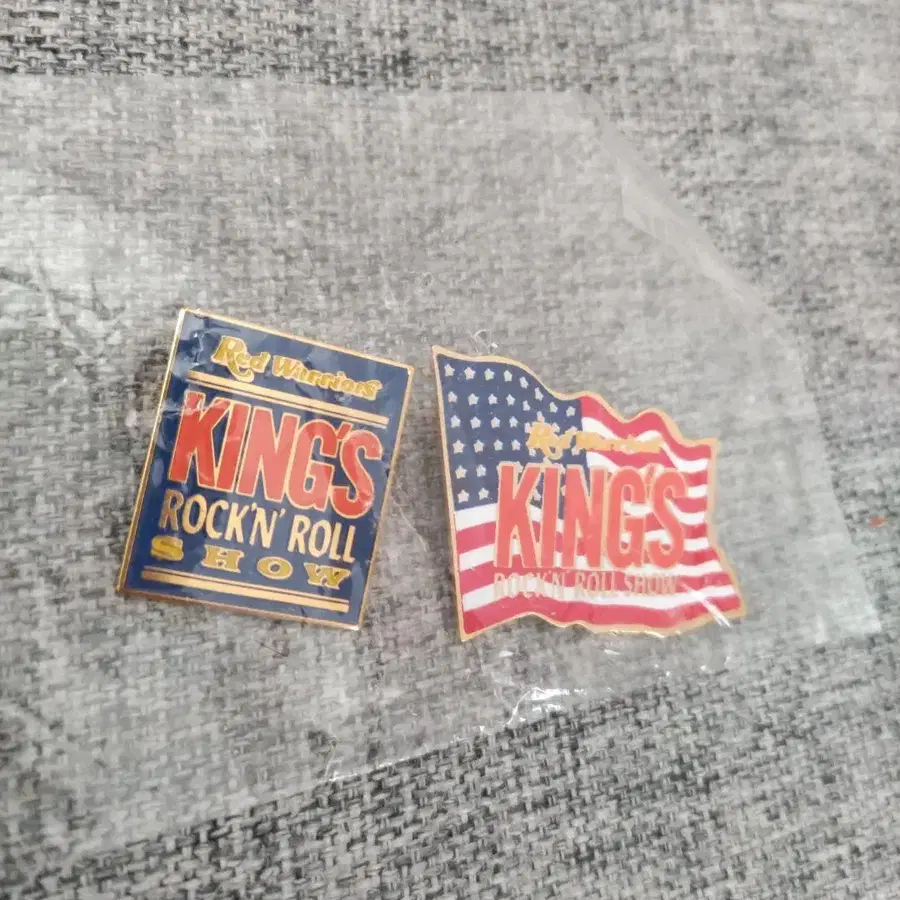 Red Warriors
KING'S
ROCK'N' ROLL
SHOW
Red Warriors
KING'S
ROCK'N' ROLL SHOW